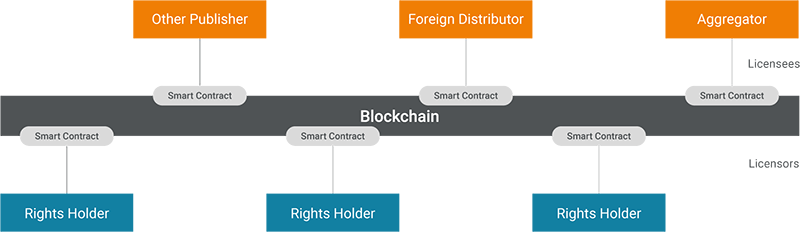 Other Publisher
Foreign Distributor
Aggregator
Licensees
Smart Contract
Smart Contract
Smart Contract
Blockchain
Smart Contract
Smart Contract
Smart Contract
Licensors
Rights Holder
Rights Holder
Rights Holder